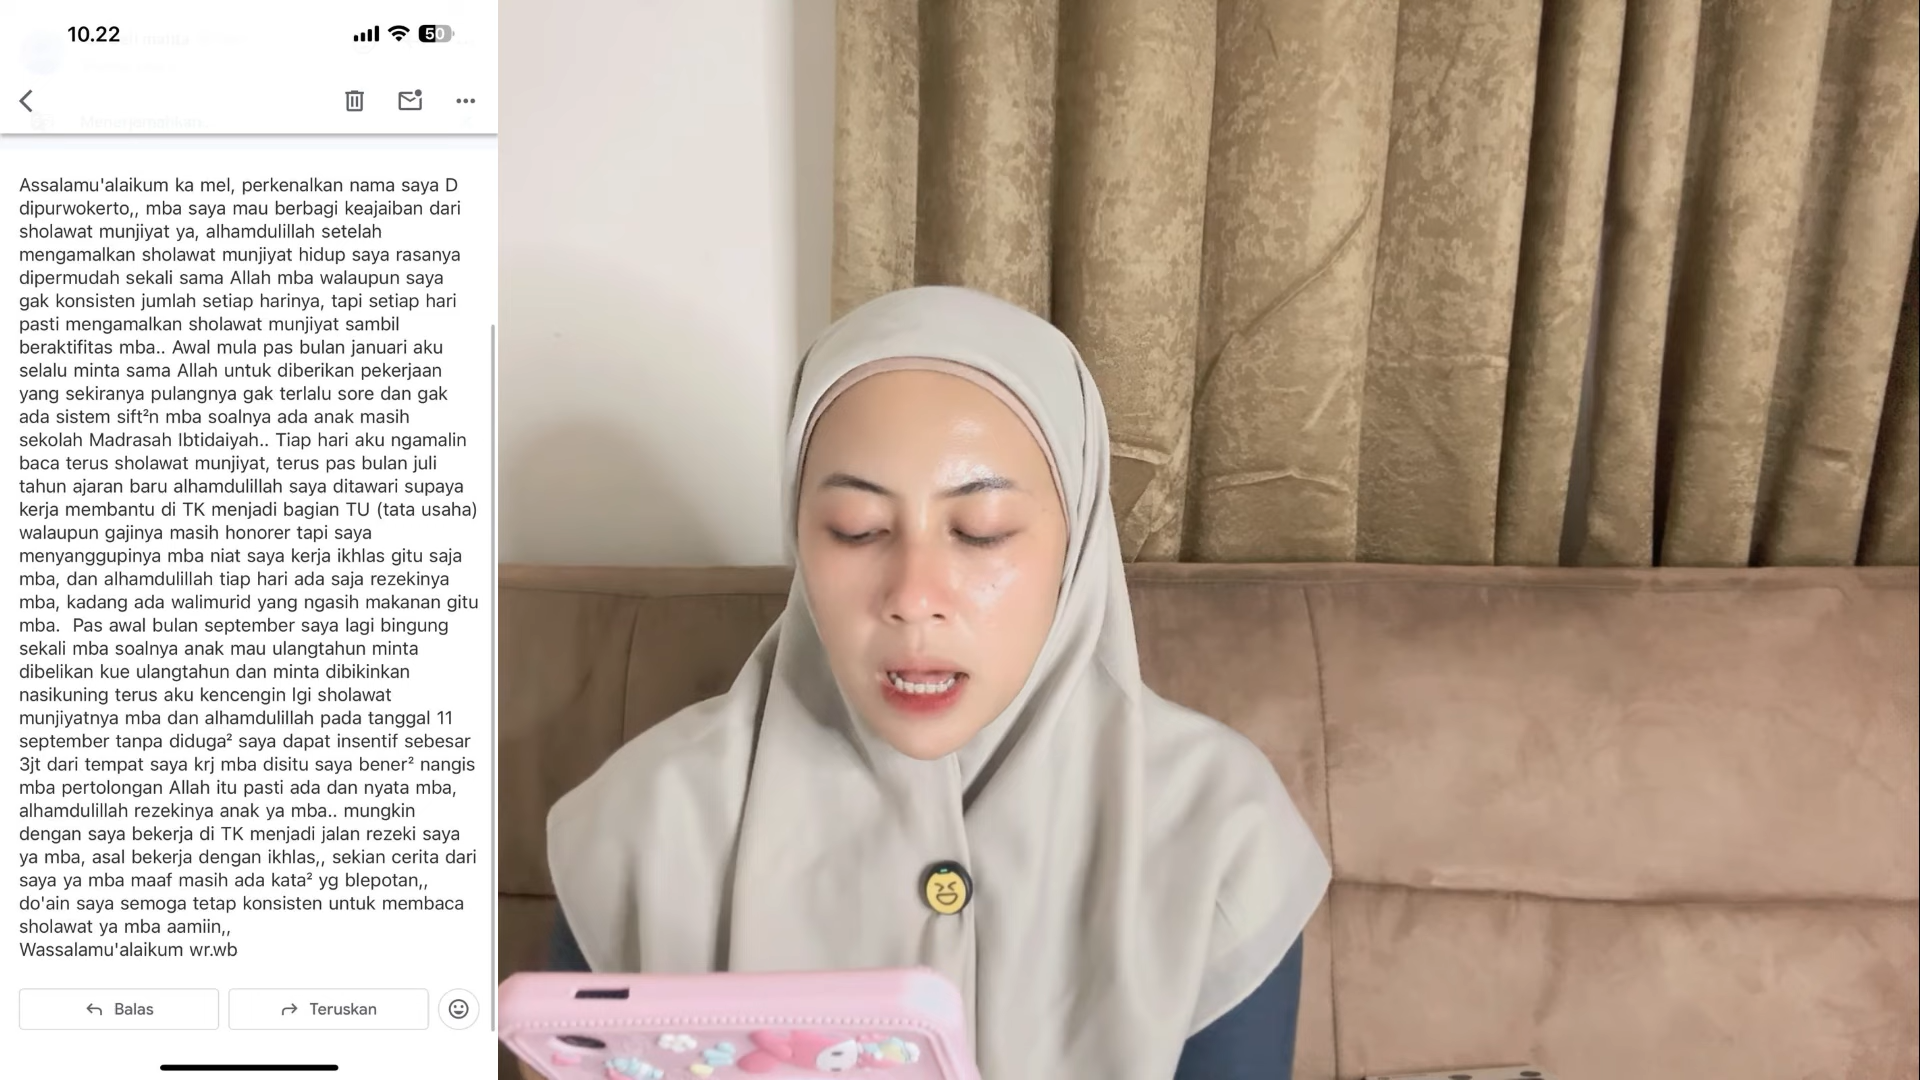 10.22
50
Assalamu'alaikum ka mel, perkenalkan nama saya D
dipurwokerto,, mba saya mau berbagi keajaiban dari
sholawat munjiyat ya, alhamdulillah setelah
mengamalkan sholawat munjiyat hidup saya rasanya
dipermudah sekali sama Allah mba walaupun saya
gak konsisten jumlah setiap harinya, tapi setiap hari
pasti mengamalkan sholawat munjiyat sambil
beraktifitas mba.. Awal mula pas bulan januari aku
selalu minta sama Allah untuk diberikan pekerjaan
yang sekiranya pulangnya gak terlalu sore dan gak
ada sistem sift²n mba soalnya ada anak masih
sekolah Madrasah Ibtidaiyah.. Tiap hari aku ngamalin
baca terus sholawat munjiyat, terus pas bulan juli
tahun ajaran baru alhamdulillah saya ditawari supaya
kerja membantu di TK menjadi bagian TU (tata usaha)
walaupun gajinya masih honorer tapi saya
menyanggupinya mba niat saya kerja ikhlas gitu saja
mba, dan alhamdulillah tiap hari ada saja rezekinya
mba, kadang ada walimurid yang ngasih makanan gitu
mba.  Pas awal bulan september saya lagi bingung
sekali mba soalnya anak mau ulangtahun minta
dibelikan kue ulangtahun dan minta dibikinkan
nasikuning terus aku kencengin lgi sholawat
munjiyatnya mba dan alhamdulillah pada tanggal 11
september tanpa diduga² saya dapat insentif sebesar
3jt dari tempat saya krj mba disitu saya bener² nangis
mba pertolongan Allah itu pasti ada dan nyata mba,
alhamdulillah rezekinya anak ya mba.. mungkin
dengan saya bekerja di TK menjadi jalan rezeki saya
ya mba, asal bekerja dengan ikhlas,, sekian cerita dari
saya ya mba maaf masih ada kata² yg blepotan,,
do'ain saya semoga tetap konsisten untuk membaca
sholawat ya mba aamiin,,
Wassalamu'alaikum wr.wb
Balas
Teruskan